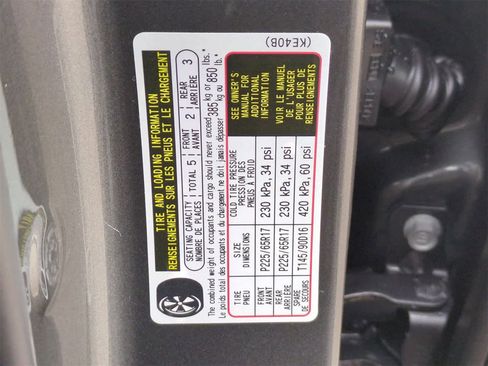 (KE40B)
TIRE AND LOADING INFORMATION
RENSEIGNEMENTS SUR LES PNEUS ET LE CHARGEMENT
SEATING CAPACITY TOTAL 5 FRONT 2 REAR 3
NOMBRE DE PLACES AVANT ARRIÈRE
The combined weight of occupants and cargo should never exceed 385 kg or 850 lbs.
Le poids total des occupants et du chargement ne doit jamais dépasser kg ou lb.
TIRE SIZE COLD TIRE PRESSURE
PNEU DIMENSIONS PRESSION DES PNEUS À FROID
FRONT P225/65R17 230 kPa, 34 psi
AVANT
REAR P225/65R17 230 kPa, 34 psi
ARRIÈRE
SPARE T145/90D16 420 kPa, 60 psi
DE SECOURS
SEE OWNER'S
MANUAL FOR
ADDITIONAL
INFORMATION
VOIR LE MANUEL
DE L'USAGER
POUR PLUS DE
RENSEIGNEMENTS